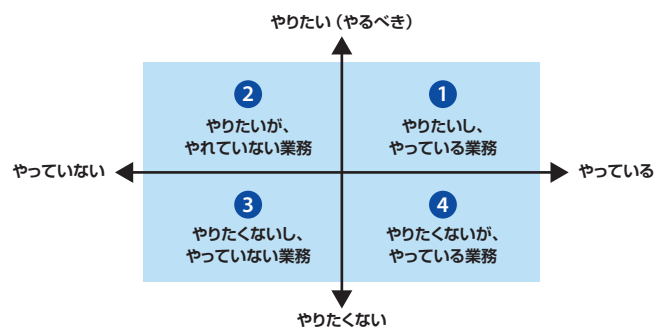 やりたい（やるべき）
2
やりたいが、
やれていない業務
1
やりたいし、
やっている業務
やっていない
やっている
3
やりたくないし、
やっていない業務
4
やりたくないが、
やっている業務
やりたくない